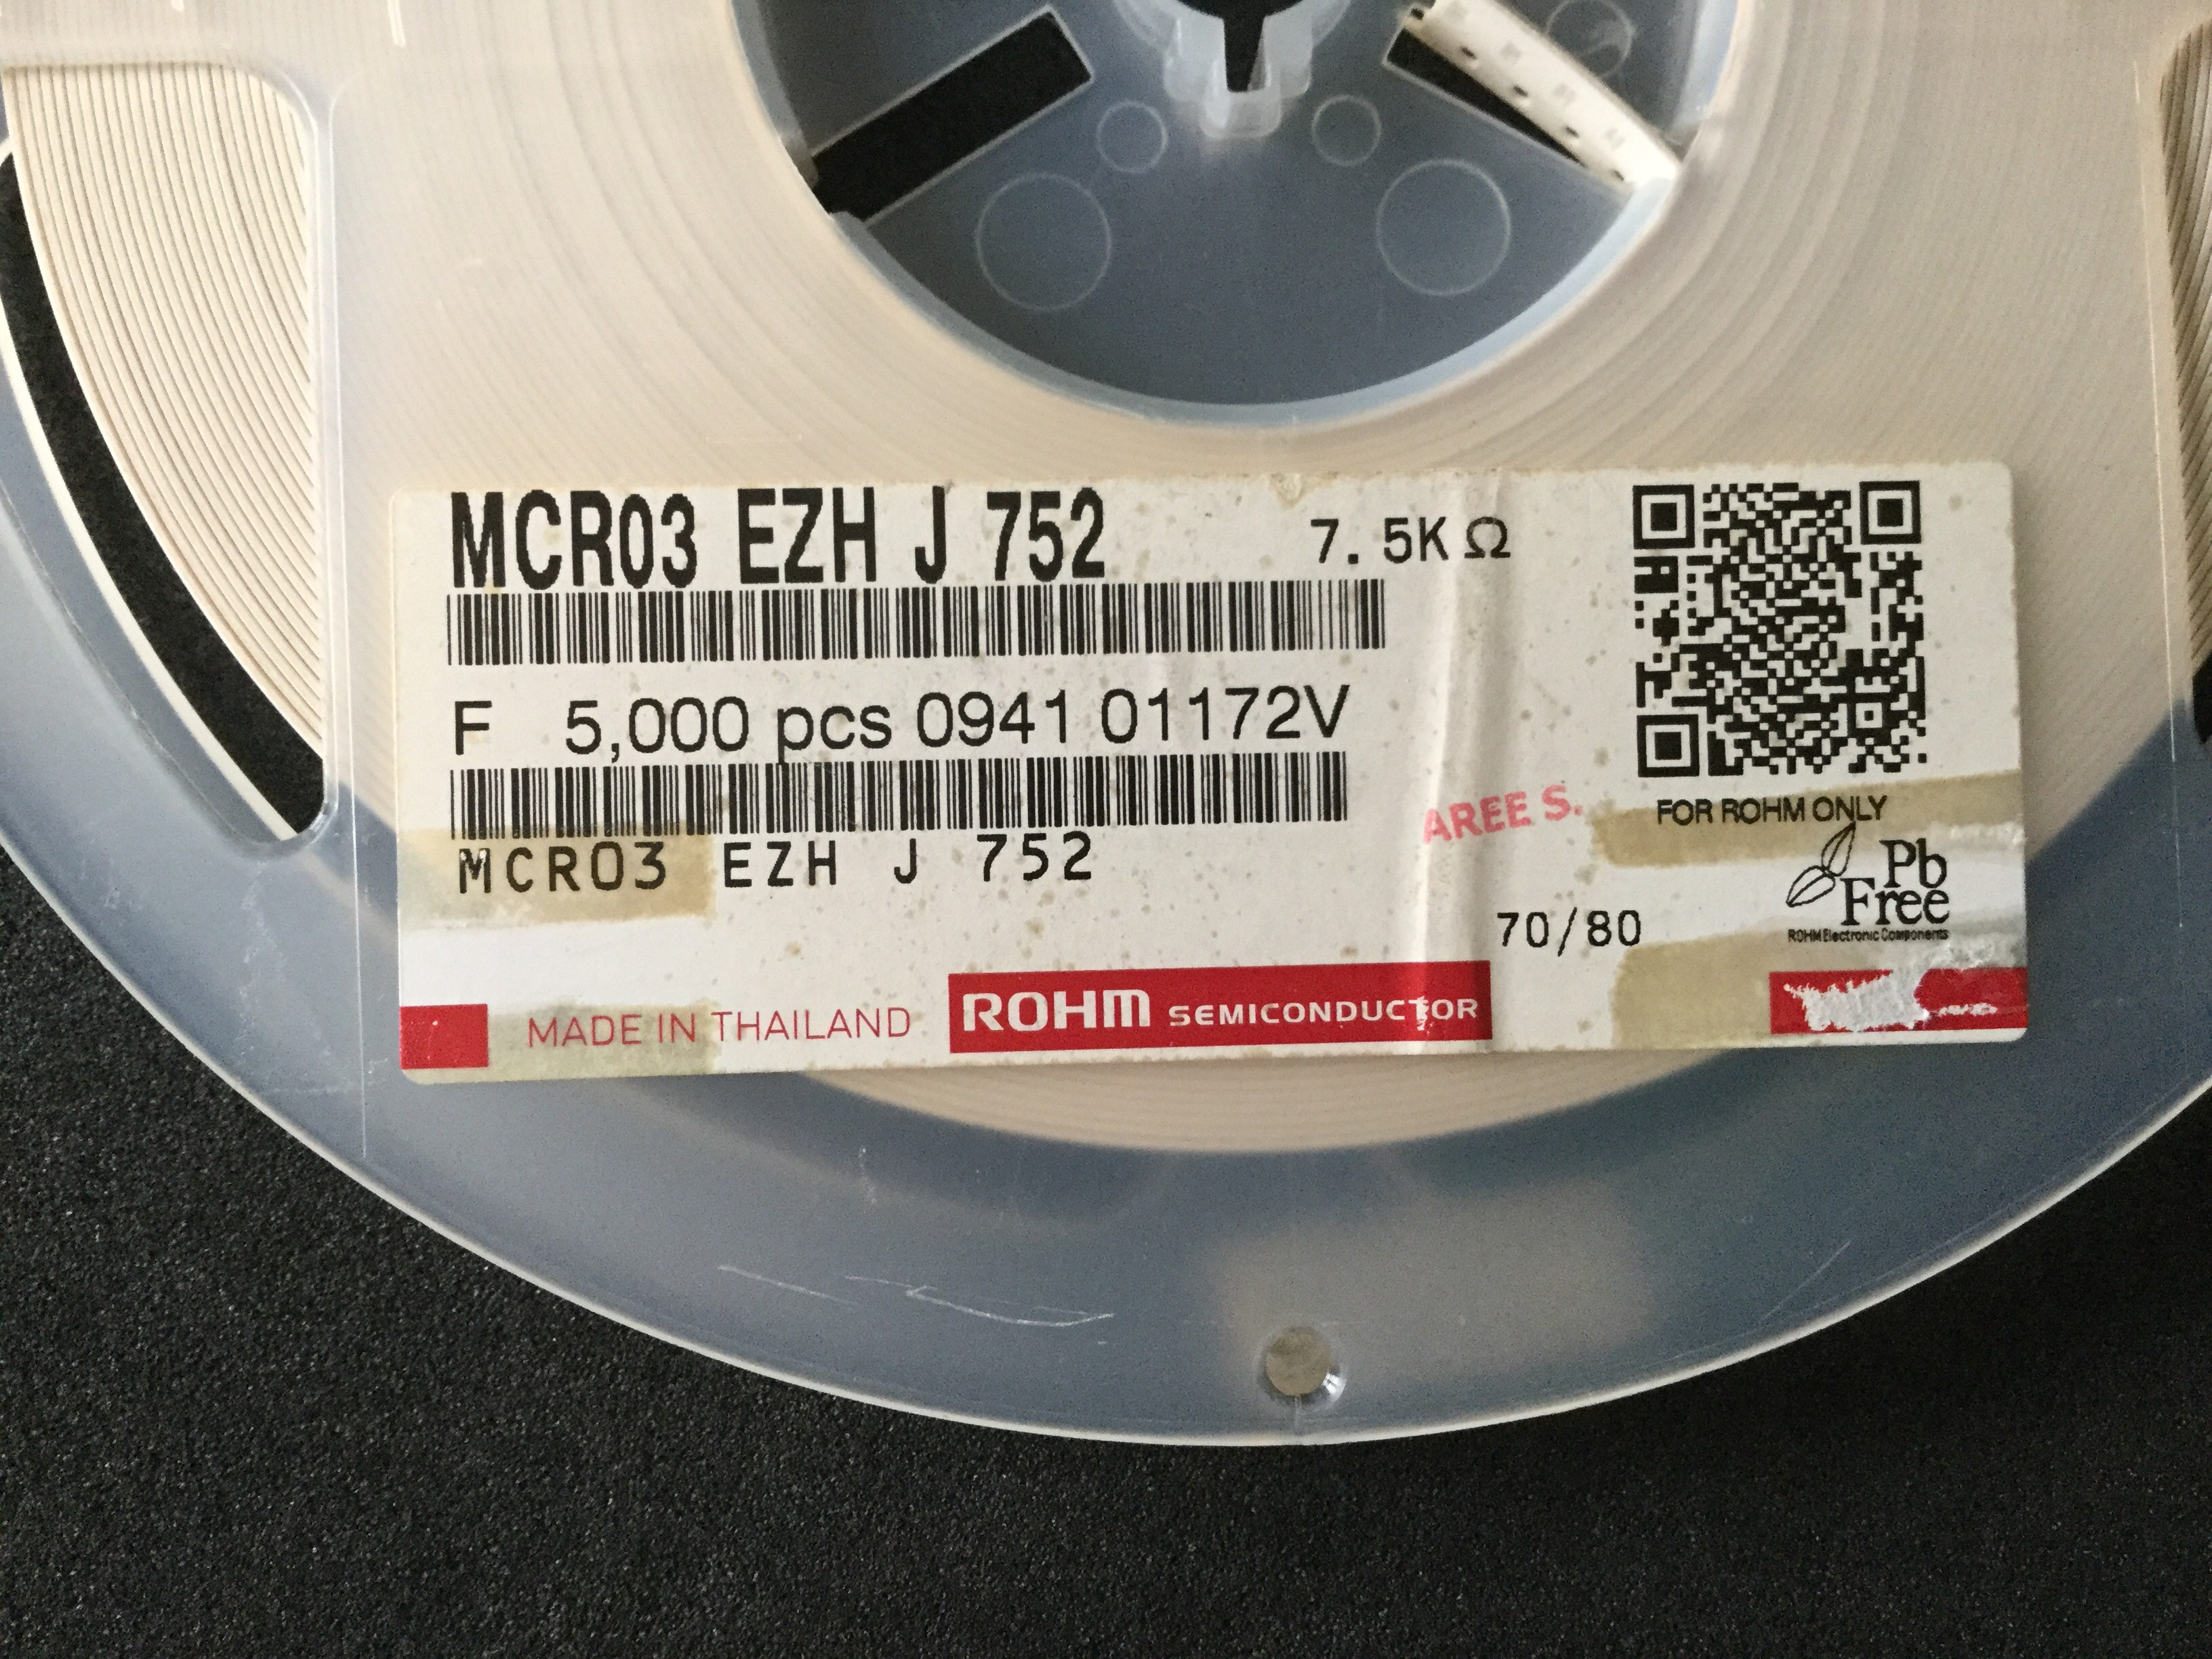 MCR03 EZH J 752 7.5KΩ
F 5,000 pcs 0941 01172V
MCR03 EZH J 752
AREE S.
FOR ROHM ONLY
Pb
Free
ROHM Electronic Components
70/80
MADE IN THAILAND
ROHM SEMICONDUCTOR